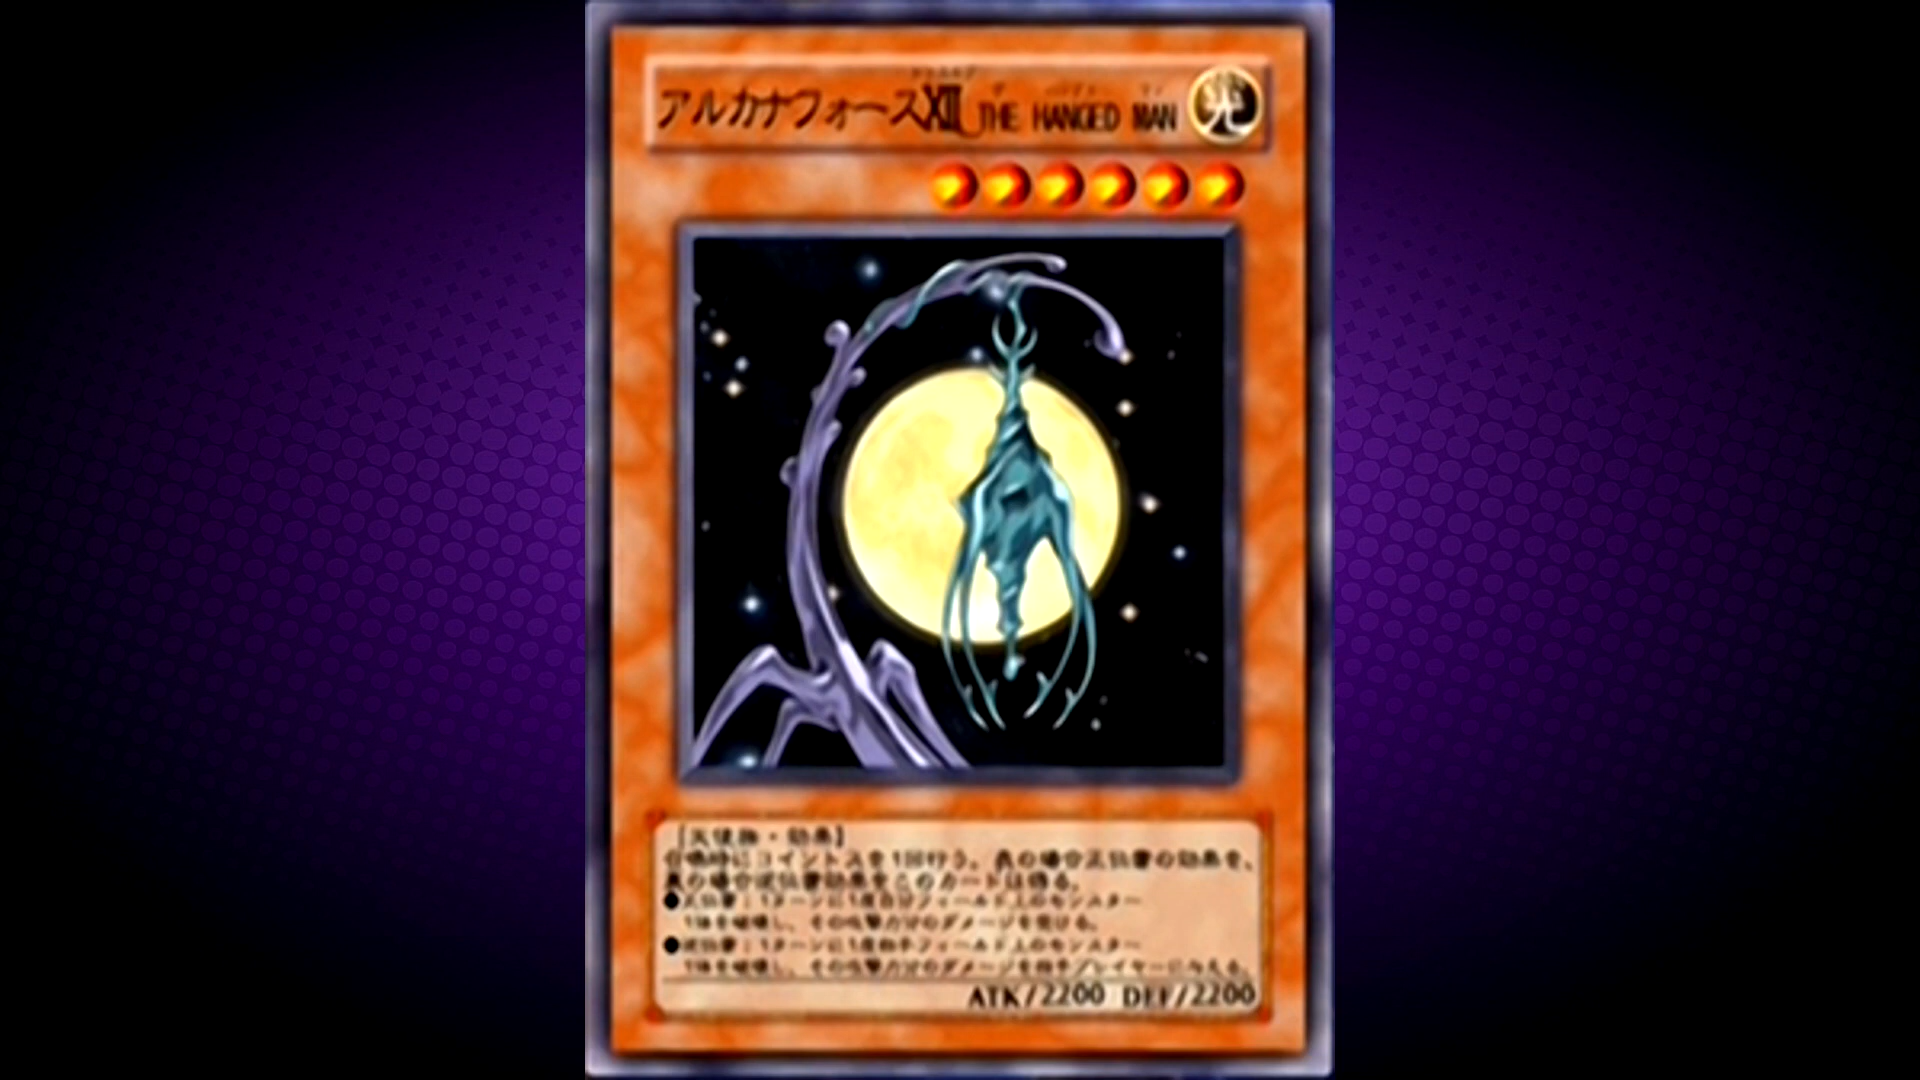 アルカナフォースⅫ THE HANGED MAN 光
[天使族・効果]
召喚時にコイントスを1回行う。表の場合正位置の効果を、
裏の場合逆位置効果をこのカードは得る。
●正位置：1ターンに1度自分フィールド上のモンスター
1体を破壊し、その攻撃力分のダメージを受ける。
●逆位置：1ターンに1度相手フィールド上のモンスター
1体を破壊し、その攻撃力分のダメージを相手プレイヤーに与える。
ATK/2200 DEF/2200